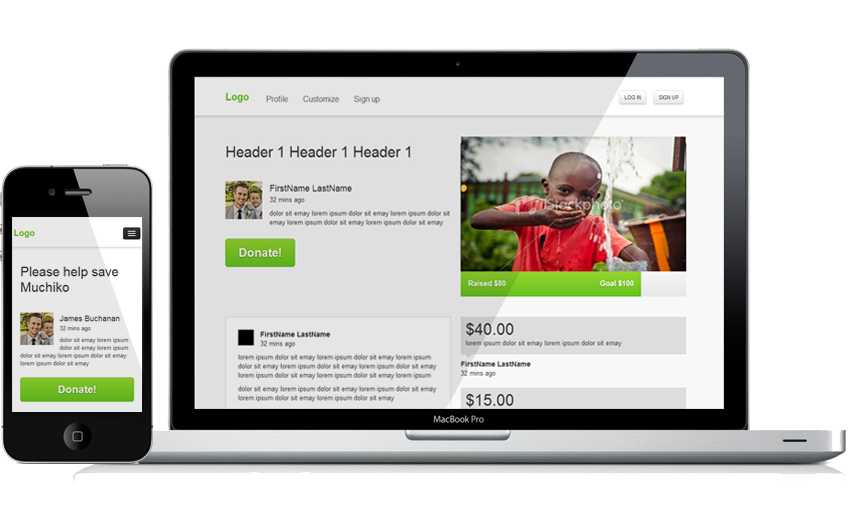 Logo
Profile
Customize
Sign up
LOG IN
SIGN UP
Header 1 Header 1 Header 1
FirstName LastName
32 mins ago
dolor sit emay lorem ipsum dolor sit emay lorem ipsum
lorem ipsum dolor sit emay lorem ipsum dolor sit emay
Donate!
iStockphoto
Raised $80
Goal $100
FirstName LastName
32 mins ago
lorem ipsum dolor sit emay lorem ipsum dolor sit emay lorem
ipsum dolor sit emay lorem ipsum dolor sit emay lorem ipsum
dolor sit emay lorem ipsum dolor sit emay
dolor sit emay lorem ipsum dolor sit emay lorem ipsum
lorem ipsum dolor sit emay lorem ipsum dolor sit emay
$40.00
lorem ipsum dolor sit emay lorem ipsum dolor sit emay
FirstName LastName
32 mins ago
$15.00
MacBook Pro
Logo
Please help save
Muchiko
James Buchanan
32 mins ago
dolor sit emay lorem ipsum
dolor sit emay lorem ipsum
lorem ipsum dolor sit emay
dolor sit emay lorem ipsum dolor sit emay
Donate!